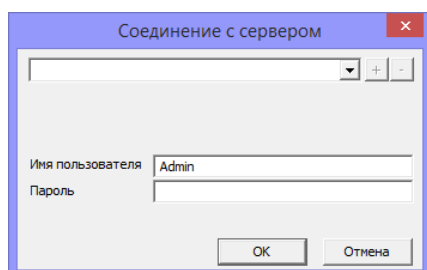 Соединение с сервером
+ -
Имя пользователя Admin
Пароль
OK Отмена